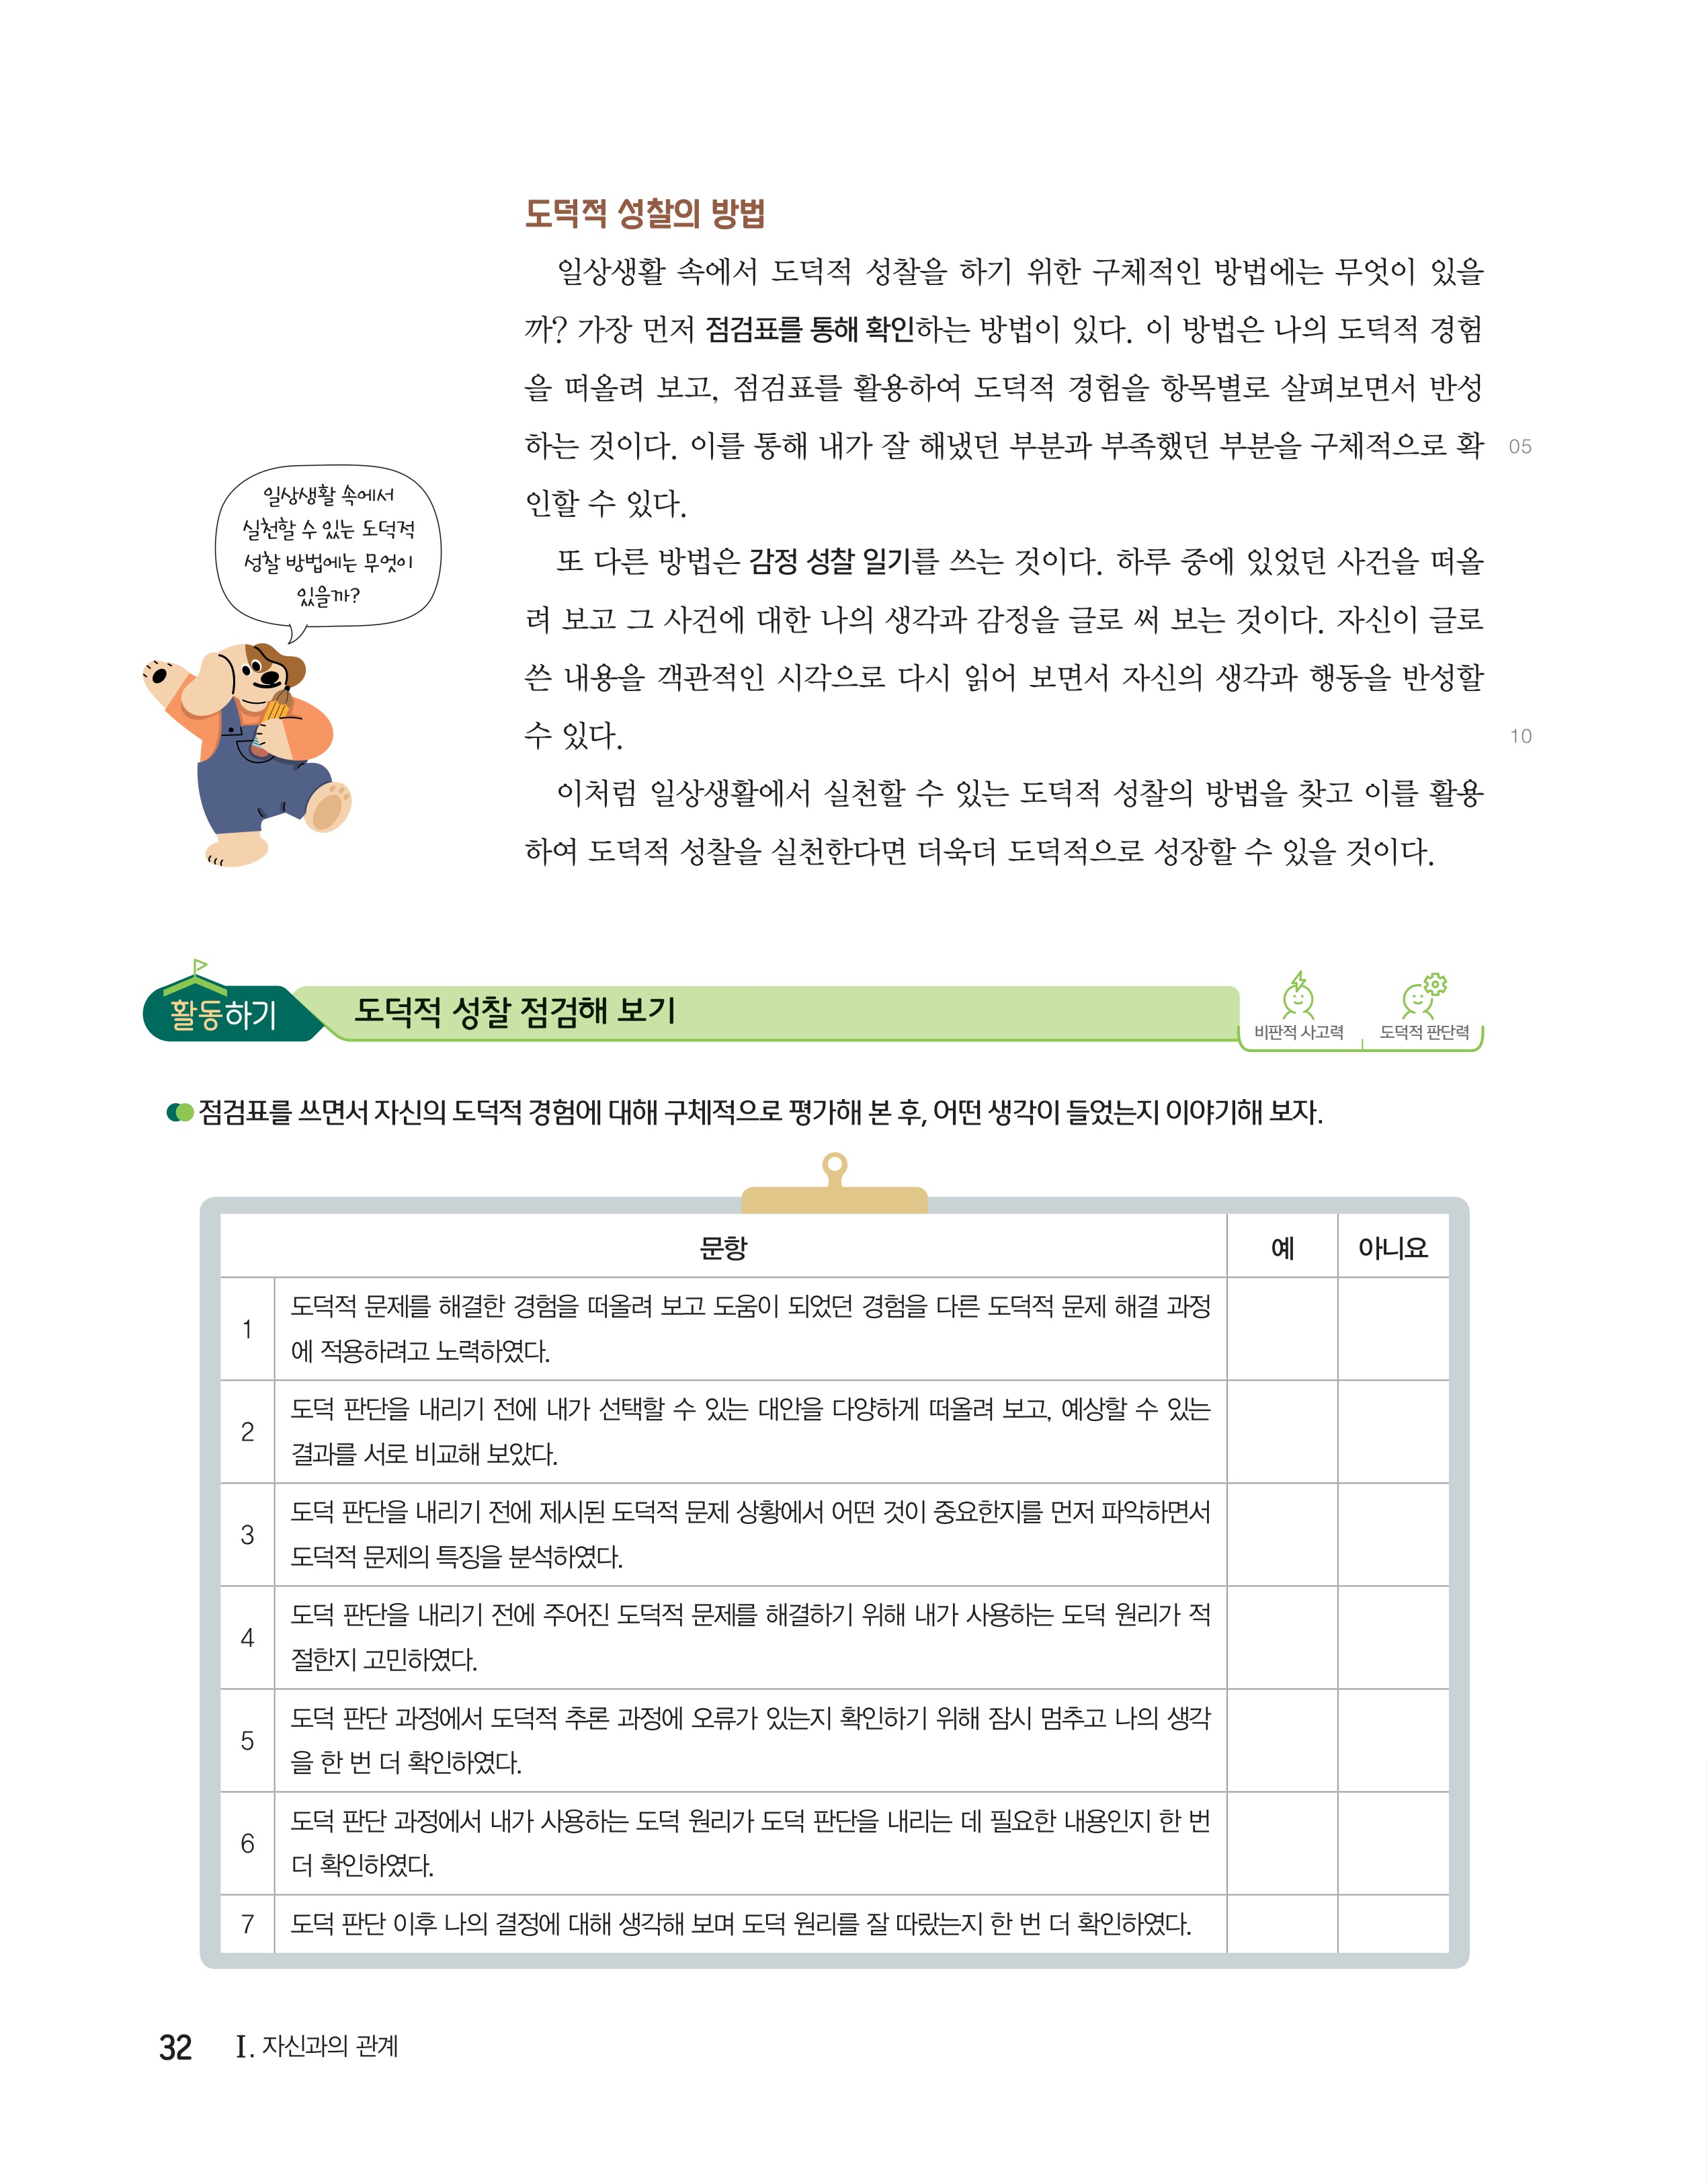 도덕적 성찰의 방법
일상생활 속에서 도덕적 성찰을 하기 위한 구체적인 방법에는 무엇이 있을
까? 가장 먼저 점검표를 통해 확인하는 방법이 있다. 이 방법은 나의 도덕적 경험
을 떠올려 보고, 점검표를 활용하여 도덕적 경험을 항목별로 살펴보면서 반성
하는 것이다. 이를 통해 내가 잘 해냈던 부분과 부족했던 부분을 구체적으로 확
05
인할 수 있다.
또 다른 방법은 감정 성찰 일기를 쓰는 것이다. 하루 중에 있었던 사건을 떠올
려 보고 그 사건에 대한 나의 생각과 감정을 글로 써 보는 것이다. 자신이 글로
쓴 내용을 객관적인 시각으로 다시 읽어 보면서 자신의 생각과 행동을 반성할
수 있다.
10
이처럼 일상생활에서 실천할 수 있는 도덕적 성찰의 방법을 찾고 이를 활용
하여 도덕적 성찰을 실천한다면 더욱더 도덕적으로 성장할 수 있을 것이다.
일상생활 속에서
실천할 수 있는 도덕적
성찰 방법에는 무엇이
있을까?
활동하기
도덕적 성찰 점검해 보기
비판적 사고력
도덕적 판단력
점검표를 쓰면서 자신의 도덕적 경험에 대해 구체적으로 평가해 본 후, 어떤 생각이 들었는지 이야기해 보자.
문항 예 아니요
1
도덕적 문제를 해결한 경험을 떠올려 보고 도움이 되었던 경험을 다른 도덕적 문제 해결 과정
에 적용하려고 노력하였다.
2
도덕 판단을 내리기 전에 내가 선택할 수 있는 대안을 다양하게 떠올려 보고, 예상할 수 있는
결과를 서로 비교해 보았다.
3
도덕 판단을 내리기 전에 제시된 도덕적 문제 상황에서 어떤 것이 중요한지를 먼저 파악하면서
도덕적 문제의 특징을 분석하였다.
4
도덕 판단을 내리기 전에 주어진 도덕적 문제를 해결하기 위해 내가 사용하는 도덕 원리가 적
절한지 고민하였다.
5
도덕 판단 과정에서 도덕적 추론 과정에 오류가 있는지 확인하기 위해 잠시 멈추고 나의 생각
을 한 번 더 확인하였다.
6
도덕 판단 과정에서 내가 사용하는 도덕 원리가 도덕 판단을 내리는 데 필요한 내용인지 한 번
더 확인하였다.
7
도덕 판단 이후 나의 결정에 대해 생각해 보며 도덕 원리를 잘 따랐는지 한 번 더 확인하였다.
32 I. 자신과의 관계